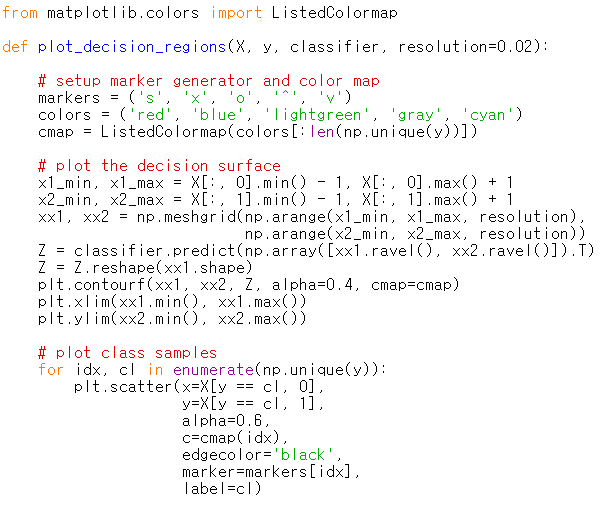 from matplotlib.colors import ListedColormap
def plot_decision_regions(X, y, classifier, resolution=0.02):
    # setup marker generator and color map
    markers = ('s', 'x', 'o', '^', 'v')
    colors = ('red', 'blue', 'lightgreen', 'gray', 'cyan')
    cmap = ListedColormap(colors[:len(np.unique(y))])
    # plot the decision surface
    x1_min, x1_max = X[:, 0].min() - 1, X[:, 0].max() + 1
    x2_min, x2_max = X[:, 1].min() - 1, X[:, 1].max() + 1
    xx1, xx2 = np.meshgrid(np.arange(x1_min, x1_max, resolution),
                           np.arange(x2_min, x2_max, resolution))
    Z = classifier.predict(np.array([xx1.ravel(), xx2.ravel()]).T)
    Z = Z.reshape(xx1.shape)
    plt.contourf(xx1, xx2, Z, alpha=0.4, cmap=cmap)
    plt.xlim(xx1.min(), xx1.max())
    plt.ylim(xx2.min(), xx2.max())
    # plot class samples
    for idx, cl in enumerate(np.unique(y)):
        plt.scatter(x=X[y == cl, 0],
                    y=X[y == cl, 1],
                    alpha=0.6,
                    c=cmap(idx),
                    edgecolor='black',
                    marker=markers[idx],
                    label=cl)